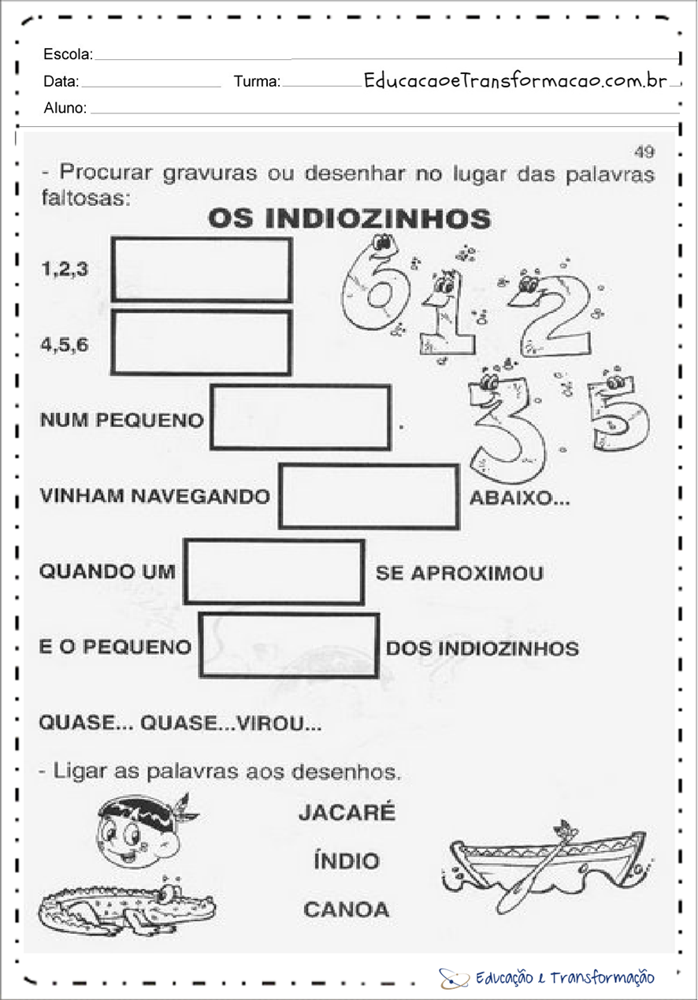 Escola:
Data: Turma: EducacaoeTransformacao.com.br
Aluno:
49
- Procurar gravuras ou desenhar no lugar das palavras
faltosas:
OS INDIOZINHOS
1,2,3
4,5,6
6 1 2
3 5
NUM PEQUENO .
VINHAM NAVEGANDO ABAIXO...
QUANDO UM SE APROXIMOU
E O PEQUENO DOS INDIOZINHOS
QUASE... QUASE...VIROU...
- Ligar as palavras aos desenhos.
JACARÉ
ÍNDIO
CANOA
Educação e Transformação